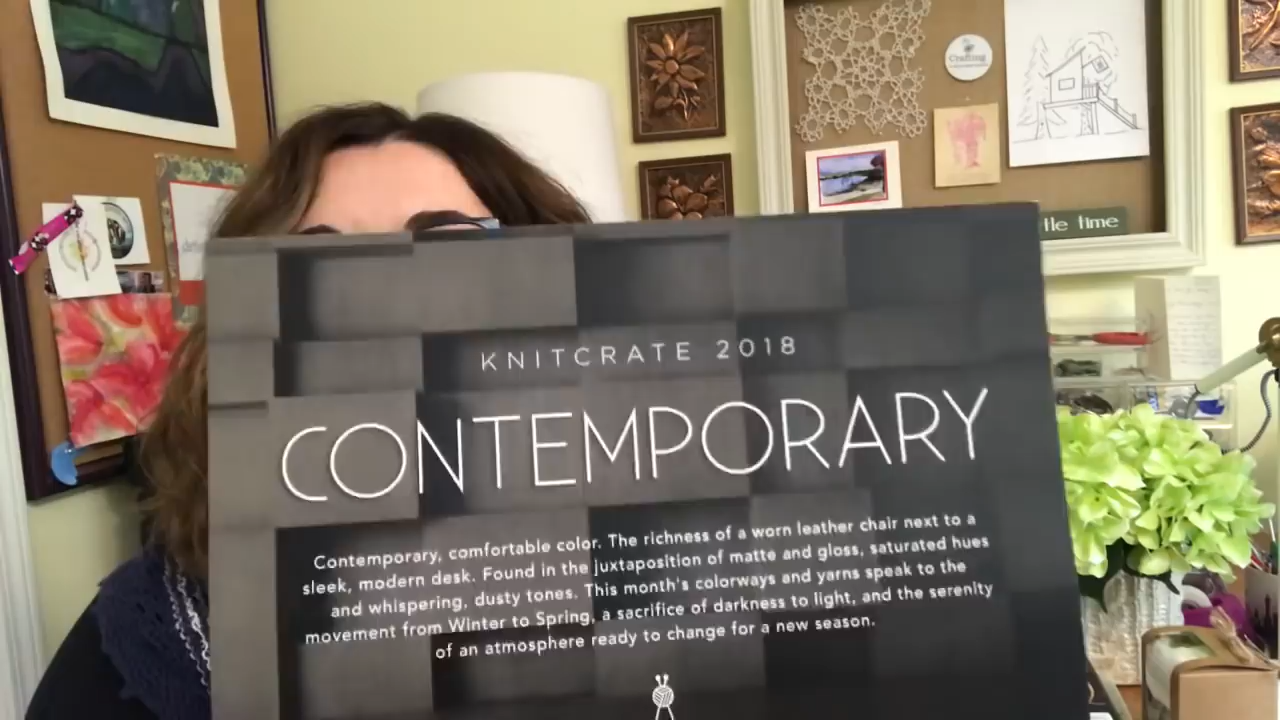 Crafting
tle time
KNITCRATE 2018
CONTEMPORARY
Contemporary, comfortable color. The richness of a worn leather chair next to a
sleek, modern desk. Found in the juxtaposition of matte and gloss, saturated hues
and whispering, dusty tones. This month's colorways and yarns speak to the
movement from Winter to Spring, a sacrifice of darkness to light, and the serenity
of an atmosphere ready to change for a new season.